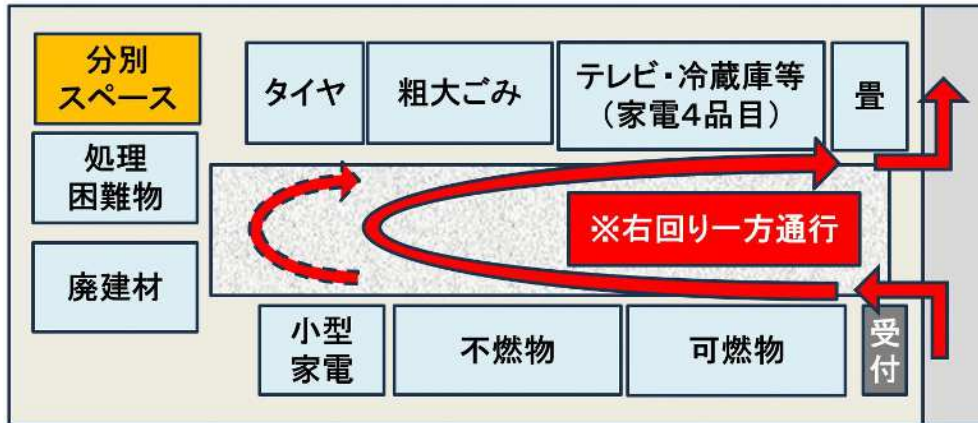 分別
スペース
タイヤ
粗大ごみ
テレビ・冷蔵庫等
（家電4品目）
畳
処理
困難物
※右回り一方通行
廃建材
小型
家電
不燃物
可燃物
受
付